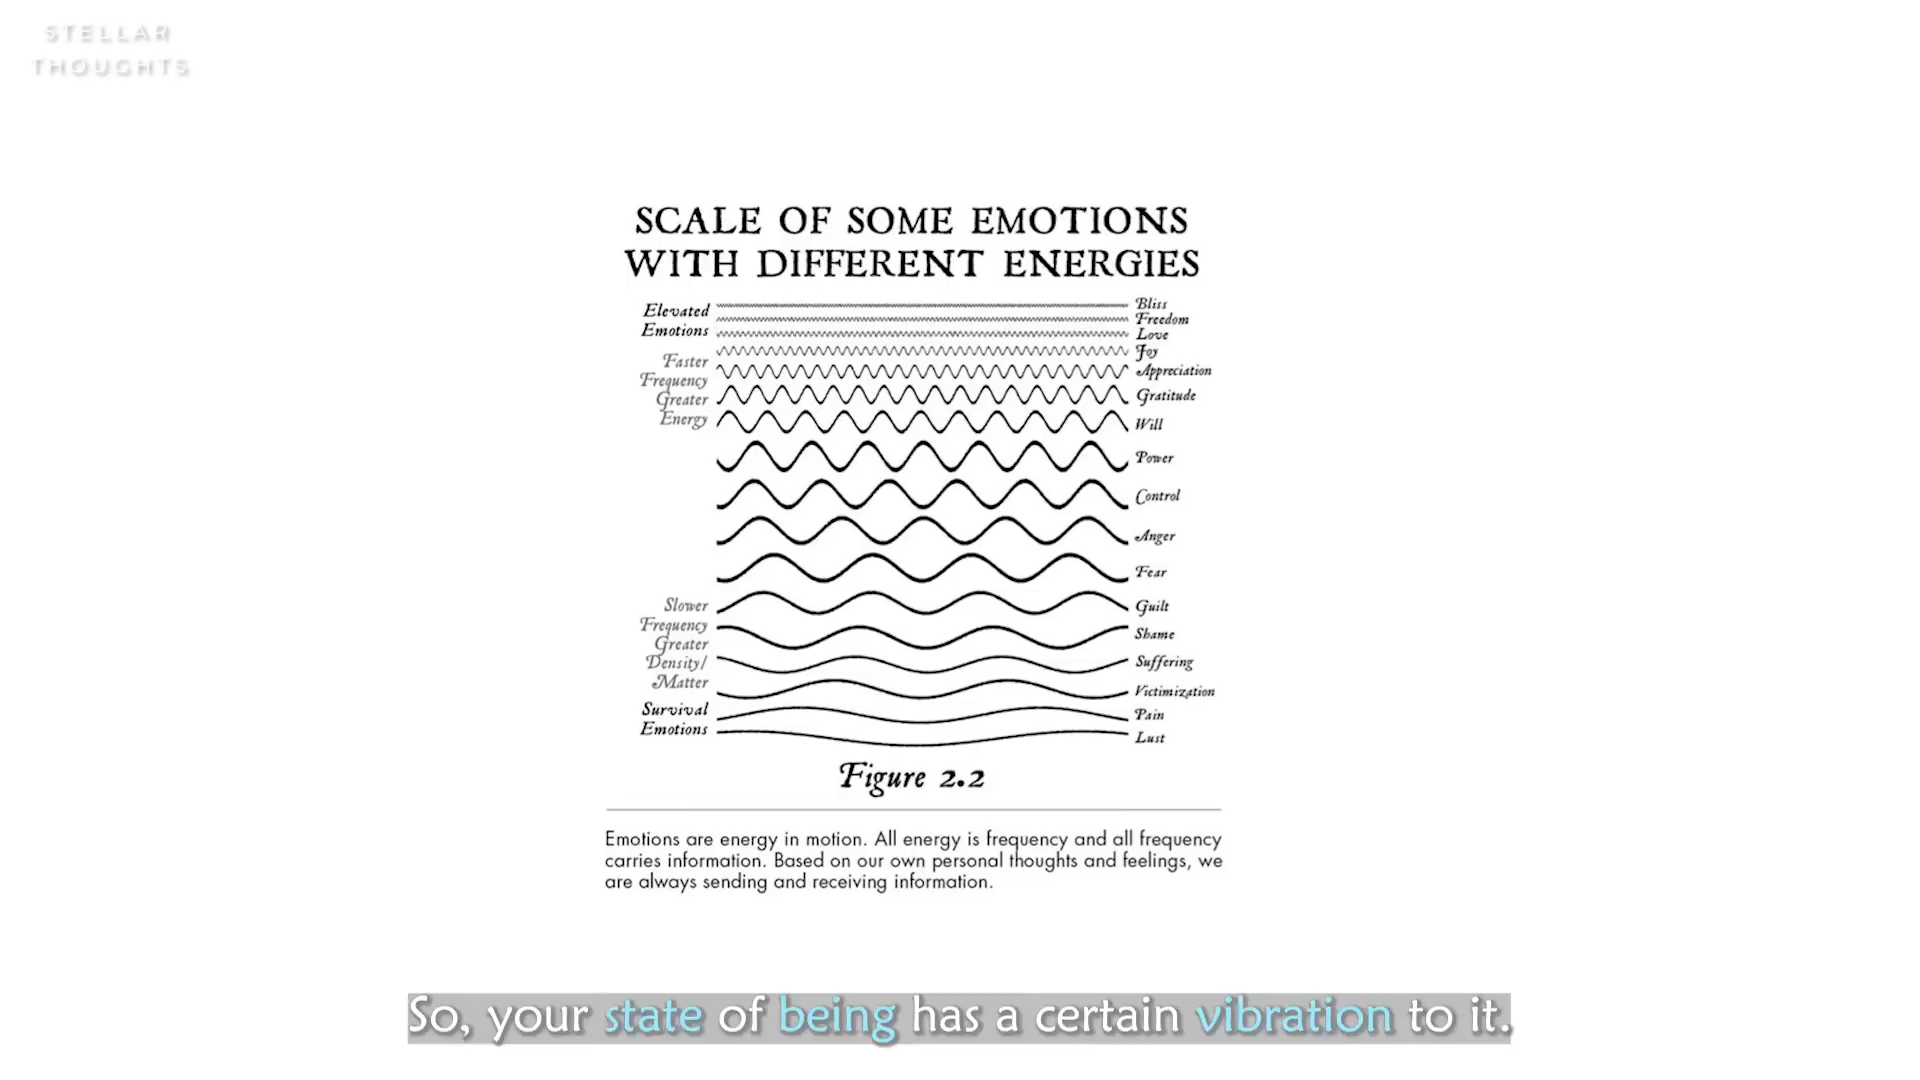 STELLAR
THOUGHTS
SCALE OF SOME EMOTIONS
WITH DIFFERENT ENERGIES
Elevated
Emotions
Faster
Frequency
Greater
Energy
Slower
Frequency
Greater
Density/
Matter
Survival
Emotions
Bliss
Freedom
Love
Joy
Appreciation
Gratitude
Will
Power
Control
Anger
Fear
Guilt
Shame
Suffering
Victimization
Pain
Lust
Figure 2.2
Emotions are energy in motion. All energy is frequency and all frequency
carries information. Based on our own personal thoughts and feelings, we
are always sending and receiving information.
So, your state of being has a certain vibration to it.